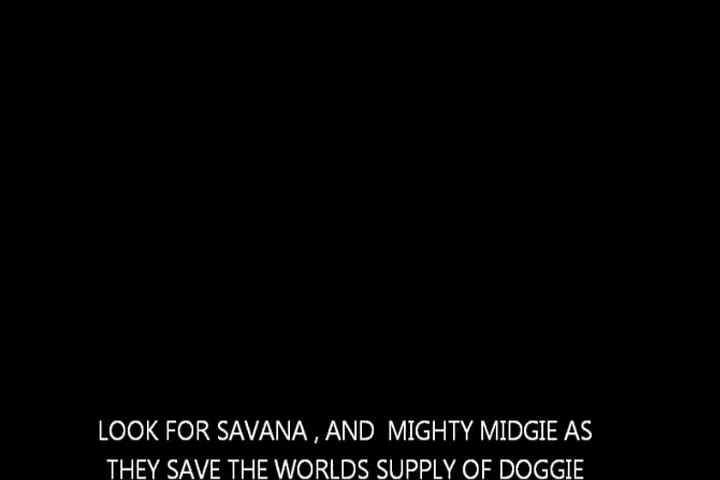 LOOK FOR SAVANA , AND  MIGHTY MIDGIE AS
THEY SAVE THE WORLDS SUPPLY OF DOGGIE